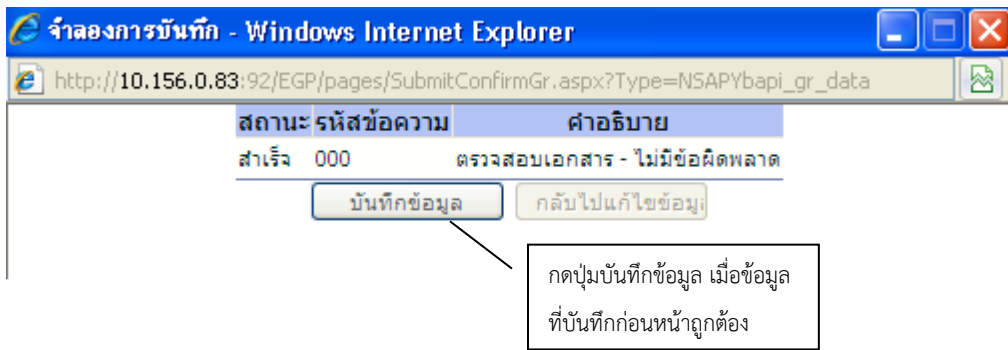 จำลองการบันทึก - Windows Internet Explorer
http://10.156.0.83:92/EGP/pages/SubmitConfirmGr.aspx?Type=NSAPYbapi_gr_data
สถานะ รหัสข้อความ คำอธิบาย
สำเร็จ 000 ตรวจสอบเอกสาร - ไม่มีข้อผิดพลาด
บันทึกข้อมูล กลับไปแก้ไขข้อมูล
กดปุ่มบันทึกข้อมูล เมื่อข้อมูล
ที่บันทึกก่อนหน้าถูกต้อง